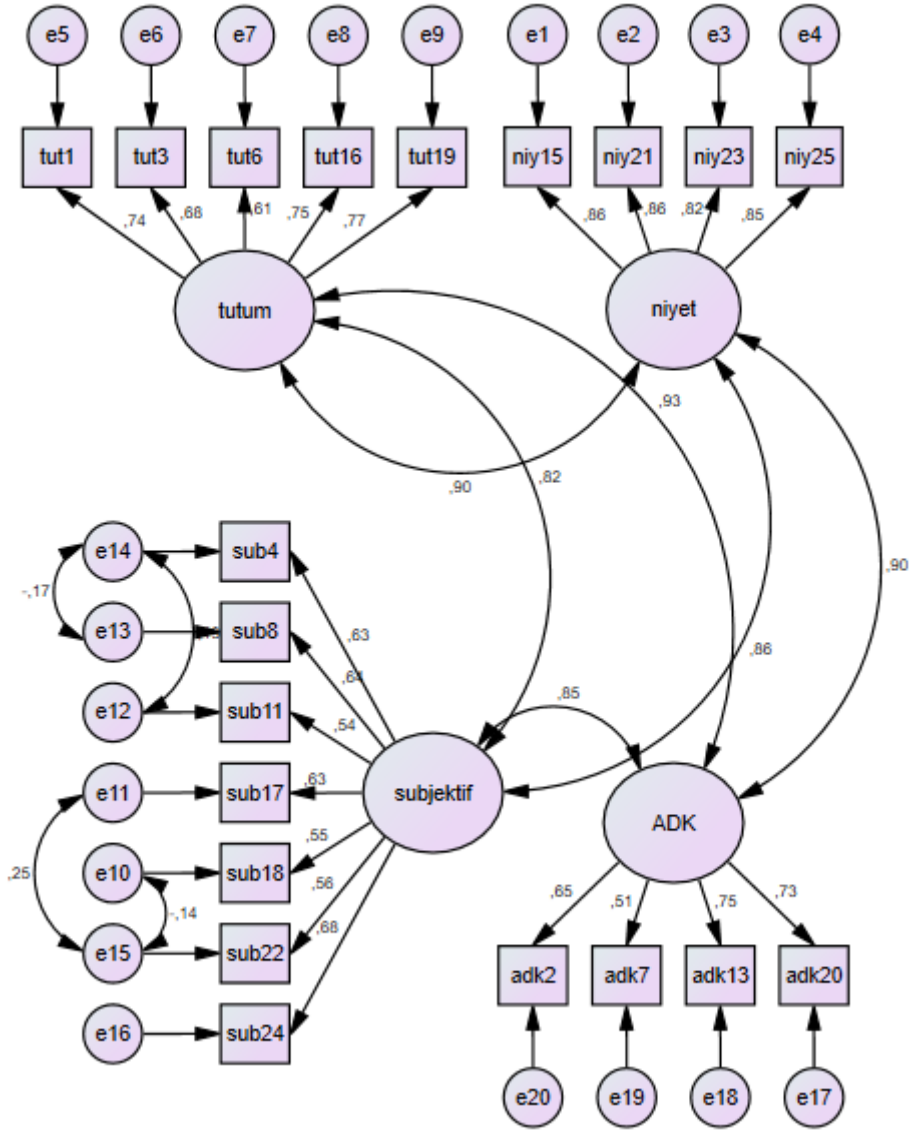 e5 e6 e7 e8 e9 e1 e2 e3 e4
tut1 tut3 tut6 tut16 tut19 niy15 niy21 niy23 niy25
,74 ,68 ,61 ,75 ,77 ,86 ,86 ,82 ,85
tutum niyet
,93
,90 ,82
e14 sub4
,90
-,17
e13 sub8 ,63
,64 ,86
e12 sub11 ,85
,54
e11 sub17 ,63 subjektif ADK
,55
,25 e10 sub18 ,56
-,14 ,65 ,51 ,75 ,73
e15 sub22 ,68
adk2 adk7 adk13 adk20
e16 sub24
e20 e19 e18 e17